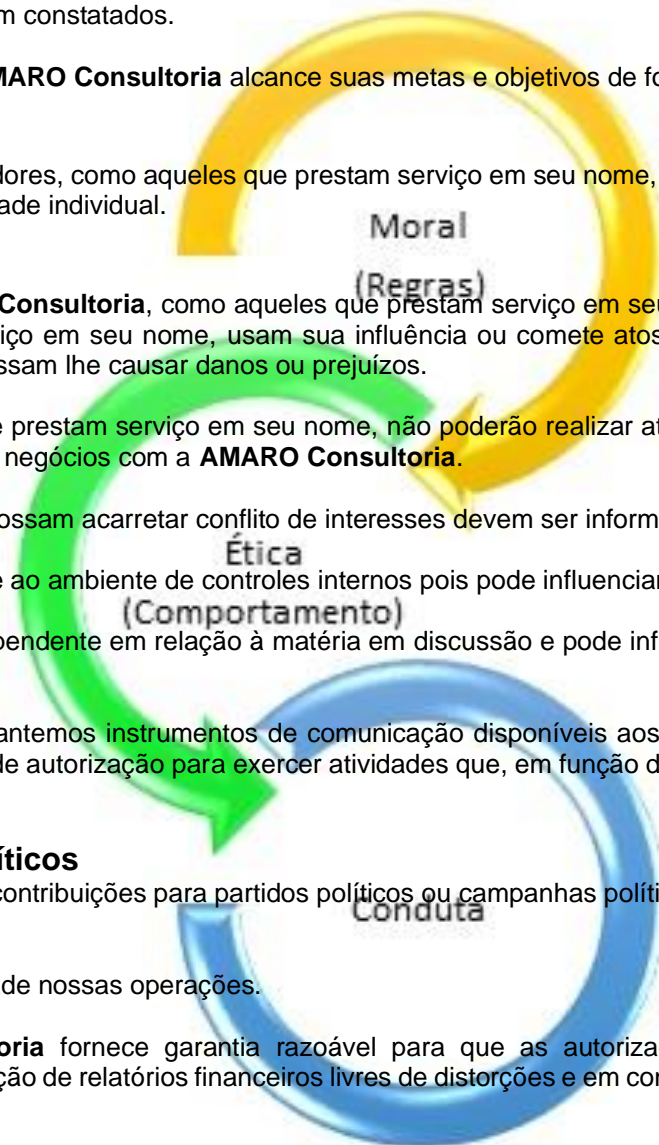 m constatados.
MARO Consultoria alcance suas metas e objetivos de fo
dores, como aqueles que prestam serviço em seu nome,
ade individual.
Moral
(Regras)
Consultoria, como aqueles que prestam serviço em seu
iço em seu nome, usam sua influência ou comete atos
ssam lhe causar danos ou prejuízos.
e prestam serviço em seu nome, não poderão realizar at
negócios com a AMARO Consultoria.
ossam acarretar conflito de interesses devem ser inform
Ética
e ao ambiente de controles internos pois pode influenciar
(Comportamento)
pendente em relação à matéria em discussão e pode inf
antemos instrumentos de comunicação disponíveis aos
de autorização para exercer atividades que, em função d
íticos
contribuições para partidos políticos ou campanhas políti
Conduta
de nossas operações.
oria fornece garantia razoável para que as autoriza
ção de relatórios financeiros livres de distorções e em con